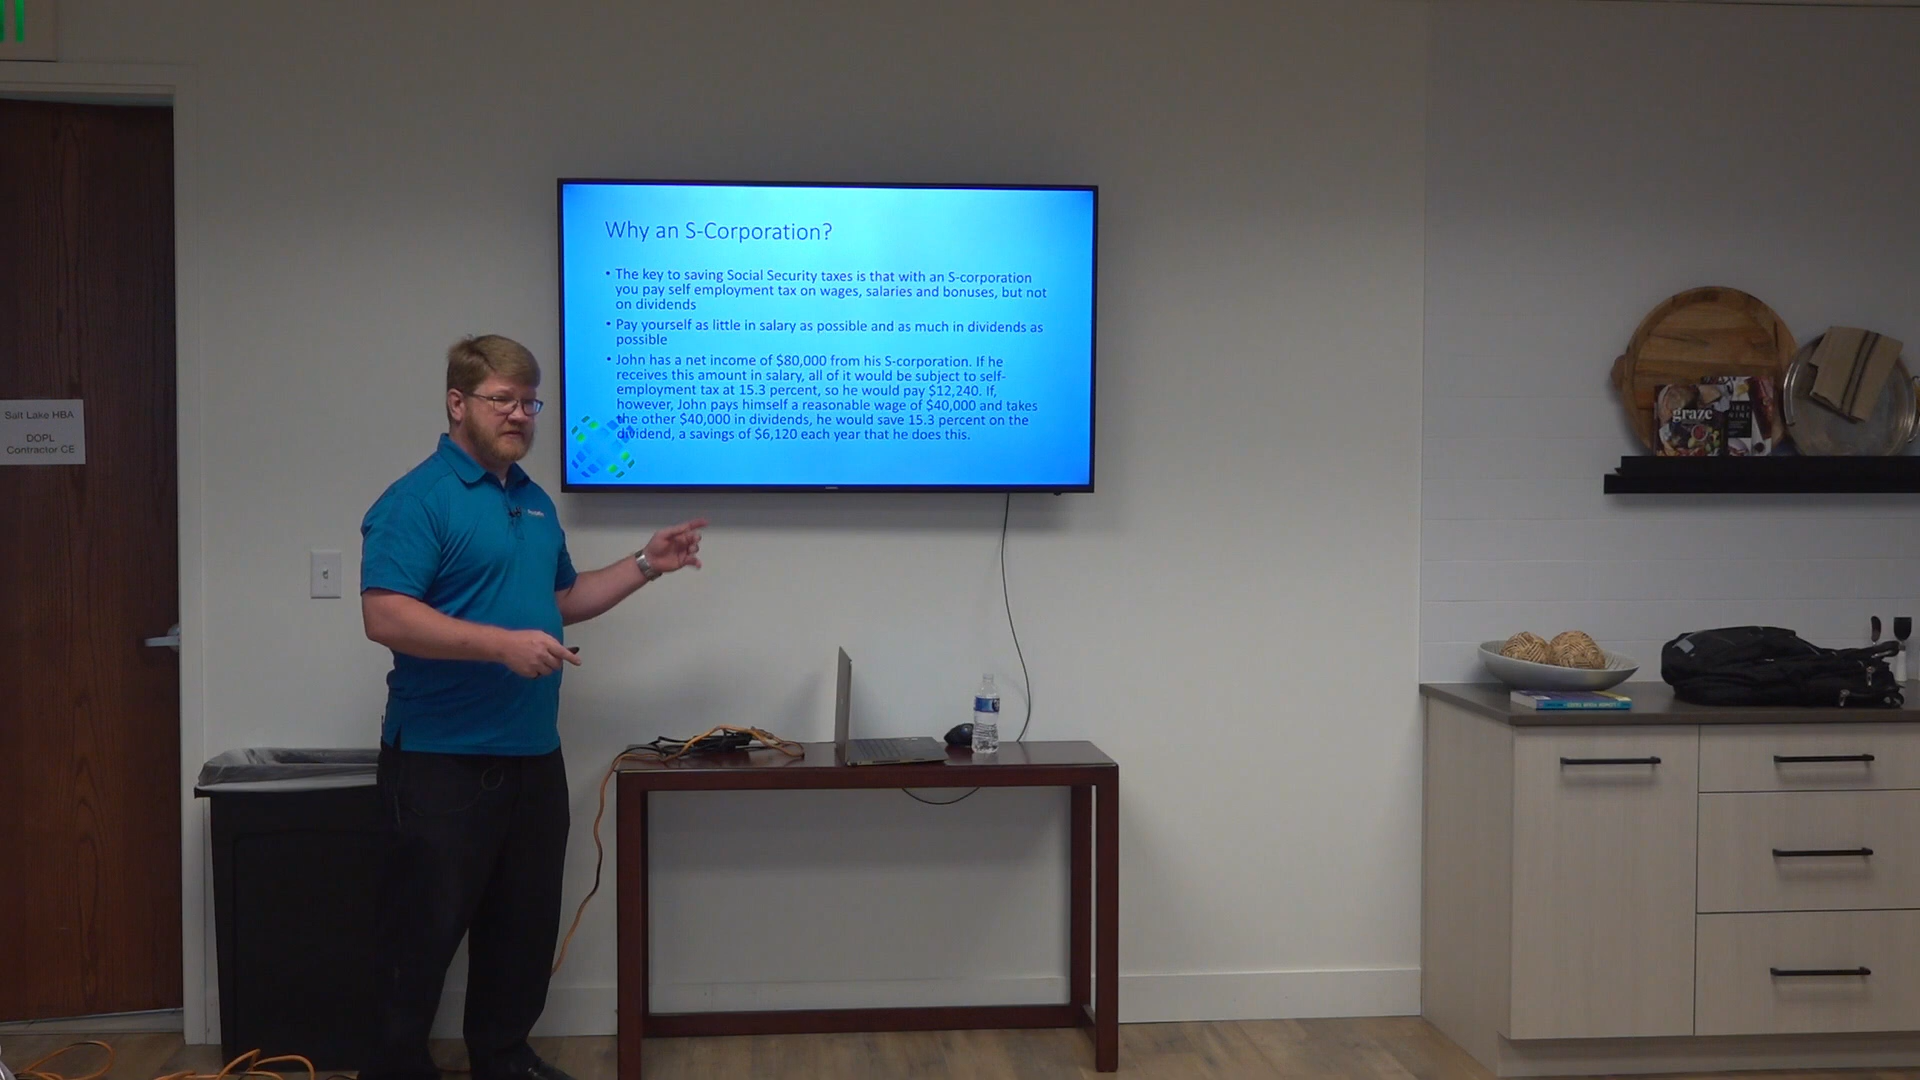 Salt Lake HBA
DOPL
Contractor CE
Why an S-Corporation?
• The key to saving Social Security taxes is that with an S-corporation
you pay self employment tax on wages, salaries and bonuses, but not
on dividends
• Pay yourself as little in salary as possible and as much in dividends as
possible
• John has a net income of $80,000 from his S-corporation. If he
receives this amount in salary, all of it would be subject to self-
employment tax at 15.3 percent, so he would pay $12,240. If,
however, John pays himself a reasonable wage of $40,000 and takes
the other $40,000 in dividends, he would save 15.3 percent on the
dividend, a savings of $6,120 each year that he does this.
graze
WINE